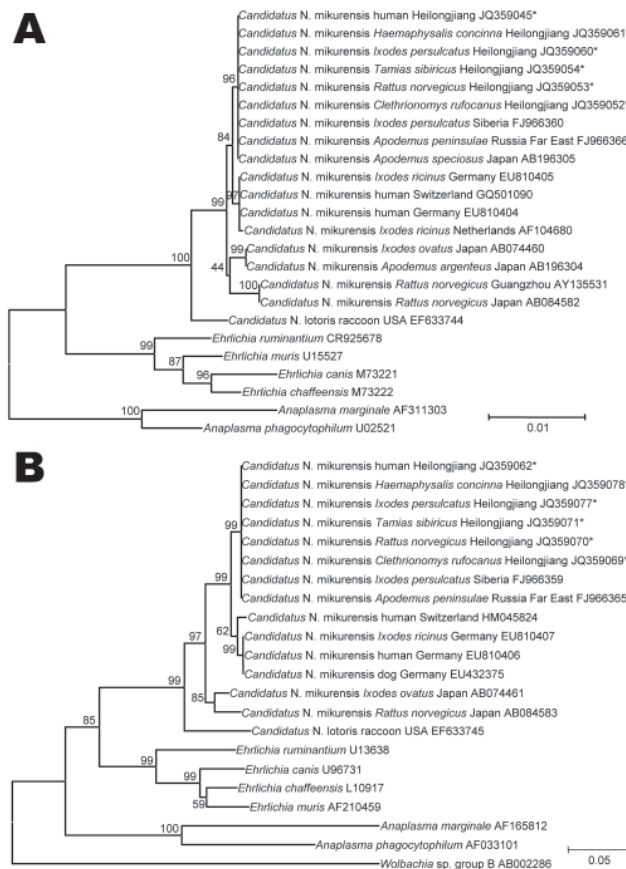 A
Candidatus N. mikurensis human Heilongjiang JQ359045*
Candidatus N. mikurensis Haemaphysalis concinna Heilongjiang JQ359061
Candidatus N. mikurensis Ixodes persulcatus Heilongjiang JQ359060*
Candidatus N. mikurensis Tamias sibiricus Heilongjiang JQ359054*
Candidatus N. mikurensis Rattus norvegicus Heilongjiang JQ359053*
96
Candidatus N. mikurensis Clethrionomys rufocanus Heilongjiang JQ359052*
Candidatus N. mikurensis Ixodes persulcatus Siberia FJ966360
84
Candidatus N. mikurensis Apodemus peninsulae Russia Far East FJ966366
Candidatus N. mikurensis Apodemus speciosus Japan AB196305
Candidatus N. mikurensis Ixodes ricinus Germany EU810405
97
Candidatus N. mikurensis human Switzerland GQ501090
99
Candidatus N. mikurensis human Germany EU810404
Candidatus N. mikurensis Ixodes ricinus Netherlands AF104680
99
Candidatus N. mikurensis Ixodes ovatus Japan AB074460
100
44
Candidatus N. mikurensis Apodemus argenteus Japan AB196304
100
Candidatus N. mikurensis Rattus norvegicus Guangzhou AY135531
Candidatus N. mikurensis Rattus norvegicus Japan AB084582
Candidatus N. lotoris raccoon USA EF633744
99
Ehrlichia ruminantium CR925678
87
Ehrlichia muris U15527
96
Ehrlichia canis M73221
Ehrlichia chaffeensis M73222
100
Anaplasma marginale AF311303
Anaplasma phagocytophilum U02521
0.01
B
Candidatus N. mikurensis human Heilongjiang JQ359062*
Candidatus N. mikurensis Haemaphysalis concinna Heilongjiang JQ359078*
Candidatus N. mikurensis Ixodes persulcatus Heilongjiang JQ359077*
99
Candidatus N. mikurensis Tamias sibiricus Heilongjiang JQ359071*
Candidatus N. mikurensis Rattus norvegicus Heilongjiang JQ359070*
Candidatus N. mikurensis Clethrionomys rufocanus Heilongjiang JQ359069*
99
Candidatus N. mikurensis Ixodes persulcatus Siberia FJ966359
Candidatus N. mikurensis Apodemus peninsulae Russia Far East FJ966365
Candidatus N. mikurensis human Switzerland HM045824
97
62
Candidatus N. mikurensis Ixodes ricinus Germany EU810407
99
Candidatus N. mikurensis human Germany EU810406
Candidatus N. mikurensis dog Germany EU432375
99
85
Candidatus N. mikurensis Ixodes ovatus Japan AB074461
Candidatus N. mikurensis Rattus norvegicus Japan AB084583
85
Candidatus N. lotoris raccoon USA EF633745
99
Ehrlichia ruminantium U13638
99
Ehrlichia canis U96731
Ehrlichia chaffeensis L10917
59
Ehrlichia muris AF210459
100
Anaplasma marginale AF165812
Anaplasma phagocytophilum AF033101
0.05
Wolbachia sp. group B AB002286